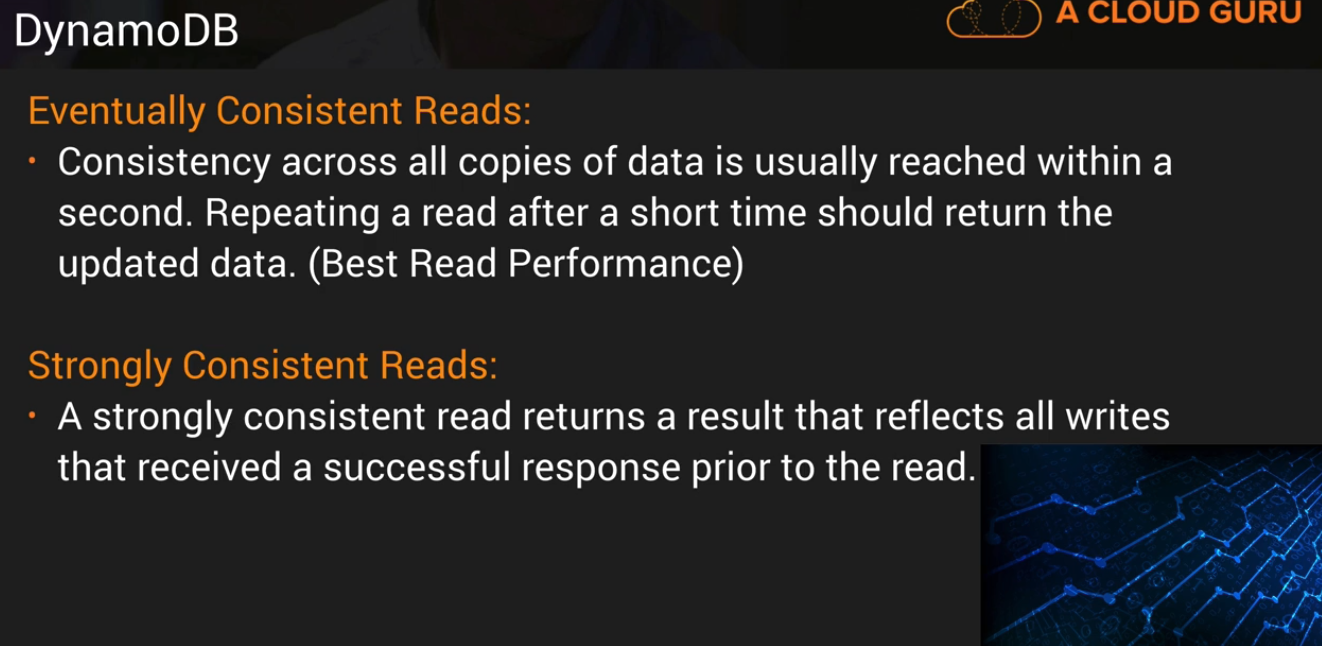 DynamoDB
A CLOUD GURU
Eventually Consistent Reads:
• Consistency across all copies of data is usually reached within a
second. Repeating a read after a short time should return the
updated data. (Best Read Performance)
Strongly Consistent Reads:
• A strongly consistent read returns a result that reflects all writes
that received a successful response prior to the read.